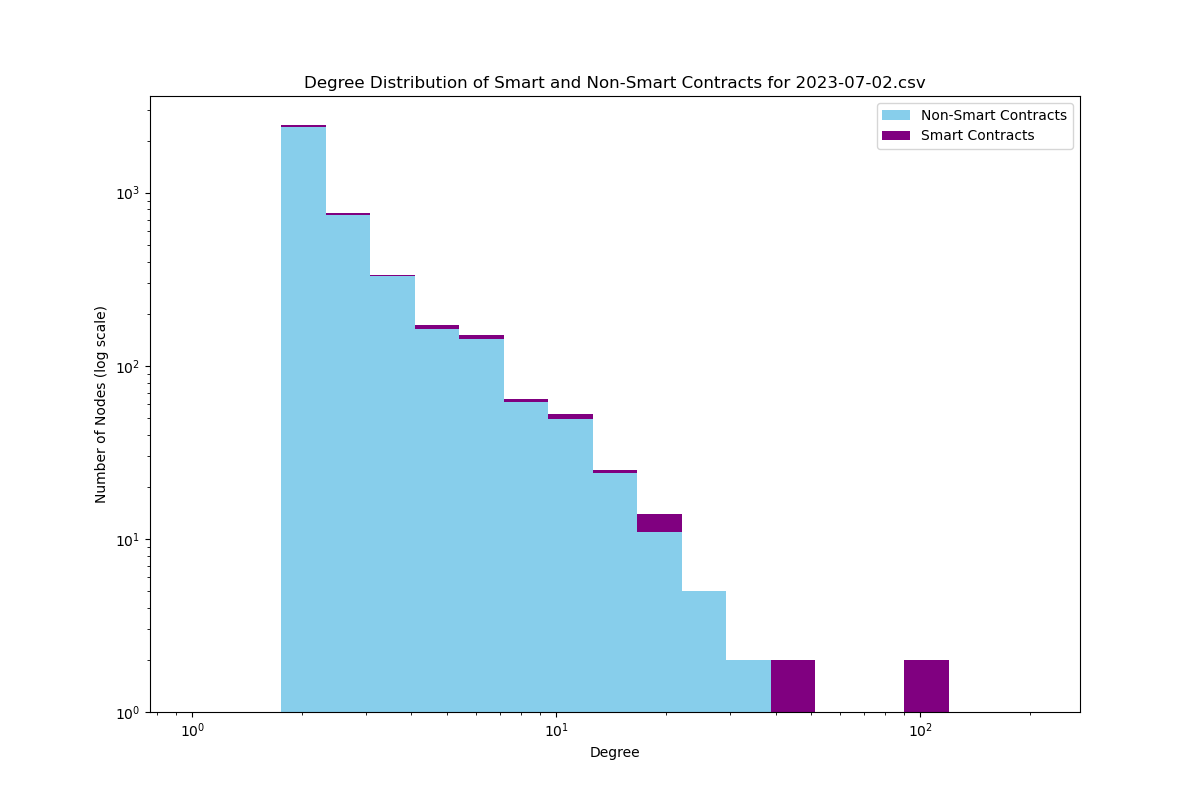 Degree Distribution of Smart and Non-Smart Contracts for 2023-07-02.csv
Non-Smart Contracts
Smart Contracts
Number of Nodes (log scale)
10³
10²
10¹
10⁰
10⁰ 10¹ 10²
Degree